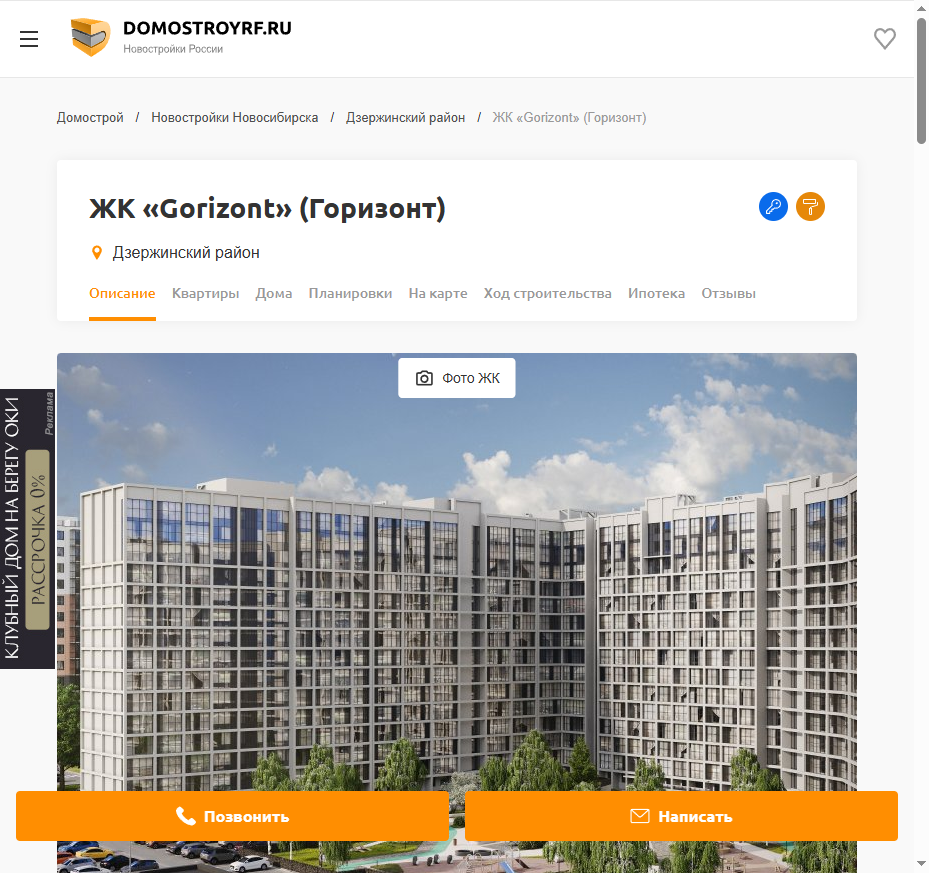 DOMOSTROYRF.RU
Новостройки России
Домострой / Новостройки Новосибирска / Дзержинский район / ЖК «Gorizont» (Горизонт)
ЖК «Gorizont» (Горизонт)
Дзержинский район
Описание Квартиры Дома Планировки На карте Ход строительства Ипотека Отзывы
Фото ЖК
КЛУБНЫЙ ДОМ НА БЕРЕГУ ОКИ
РАССРОЧКА 0%
Реклама
Позвонить
Написать